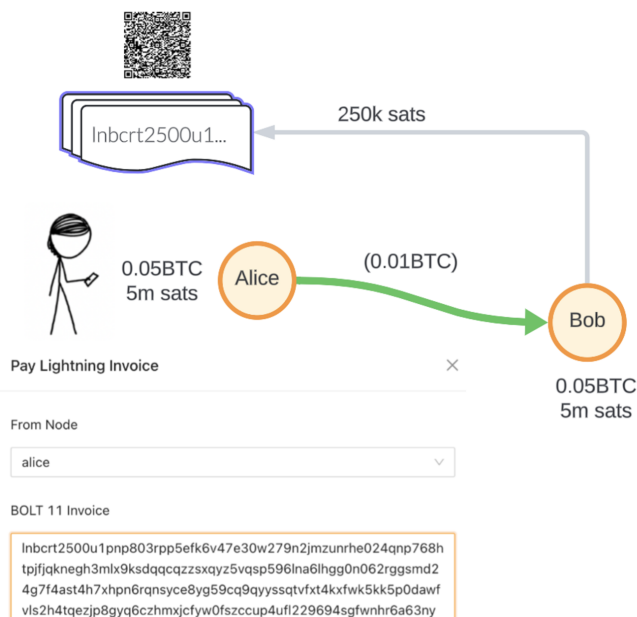 250k sats
lnbcrt2500u1...
0.05BTC
5m sats
Alice
(0.01BTC)
Bob
0.05BTC
5m sats
Pay Lightning Invoice
From Node
alice
BOLT 11 Invoice
lnbcrt2500u1pnp803rpp5efk6v47e30w279n2jmzunrhe024qnp768h
tpjfjqknegh3mlx9ksdqqcqzzsxqyz5vqsp596lna6lhgg0n062rggsmd2
4g7f4ast4h7xhpn6rqnsyce8yg59cq9qyyssqtvfxt4kxfwk5kk5p0dawf
vls2h4tqezjp8gyq6czhmxjcfyw0fszccup4ufl229694sgfwnhr6a63ny